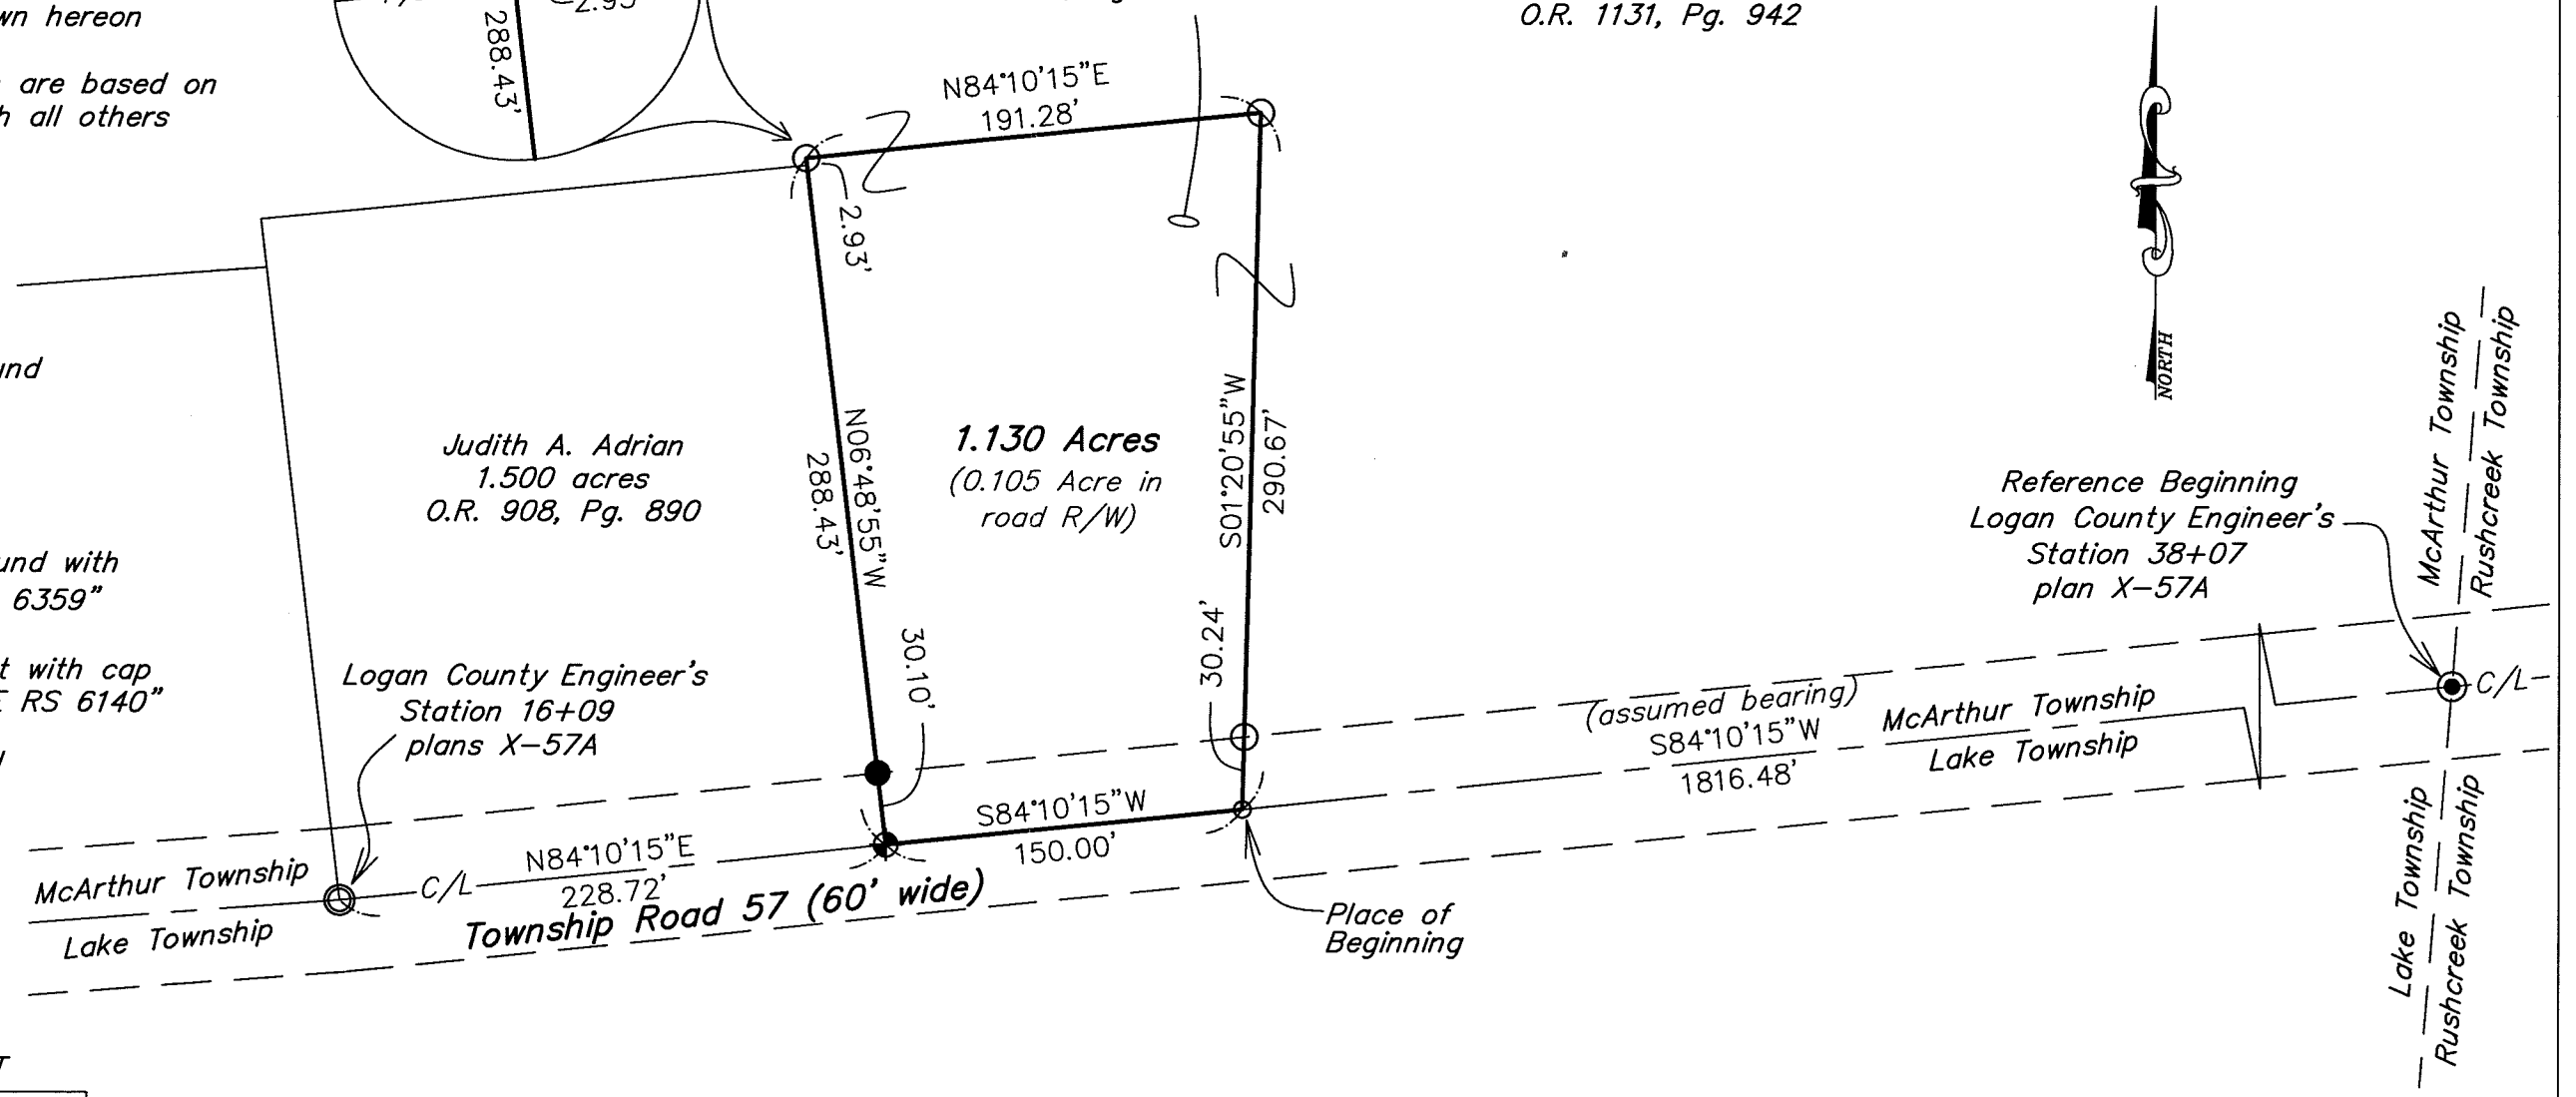 wn hereon
are based on
all others
und
und with
6359"
t with cap
RS 6140"
288.43'
2.95
O.R. 1131, Pg. 942
N84°10'15"E
191.28'
2.93'
N06°48'55"W
288.43'
30.10'
Judith A. Adrian
1.500 acres
O.R. 908, Pg. 890
1.130 Acres
(0.105 Acre in
road R/W)
S01°20'55"W
290.67'
30.24'
NORTH
Reference Beginning
Logan County Engineer's
Station 38+07
plan X-57A
McArthur Township
Rushcreek Township
Logan County Engineer's
Station 16+09
plans X-57A
(assumed bearing)
S84°10'15"W
1816.48'
McArthur Township
Lake Township
C/L
S84°10'15"W
150.00'
McArthur Township
Lake Township
C/L
N84°10'15"E
228.72'
Township Road 57 (60' wide)
Place of
Beginning
Lake Township
Rushcreek Township